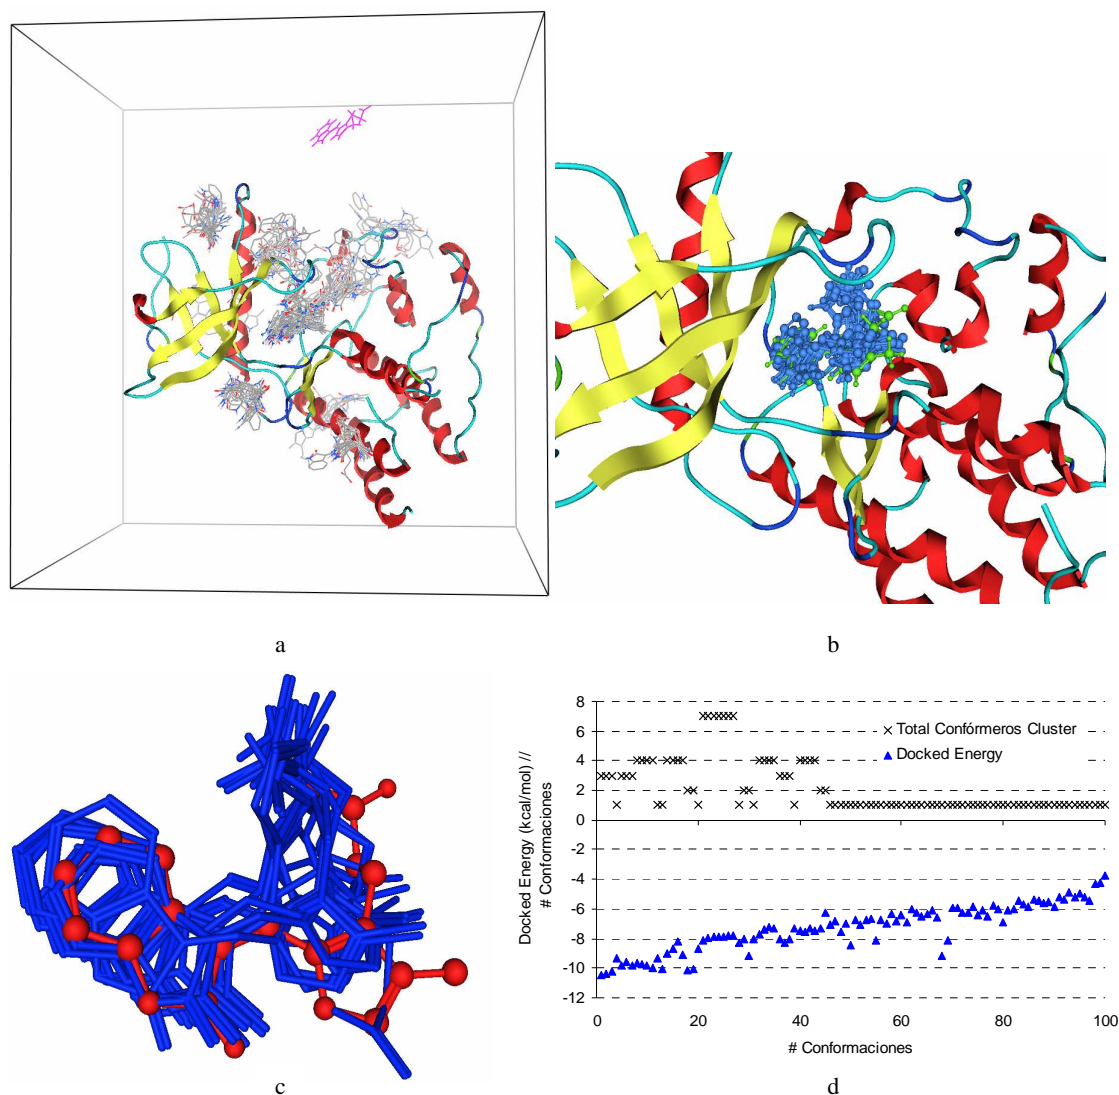 a
b
c
8
6
4
2
0
-2
-4
-6
-8
-10
-12
Docked Energy (kcal/mol) //
# Conformaciones
Total Confórmeros Cluster
Docked Energy
0 20 40 60 80 100
# Conformaciones
d